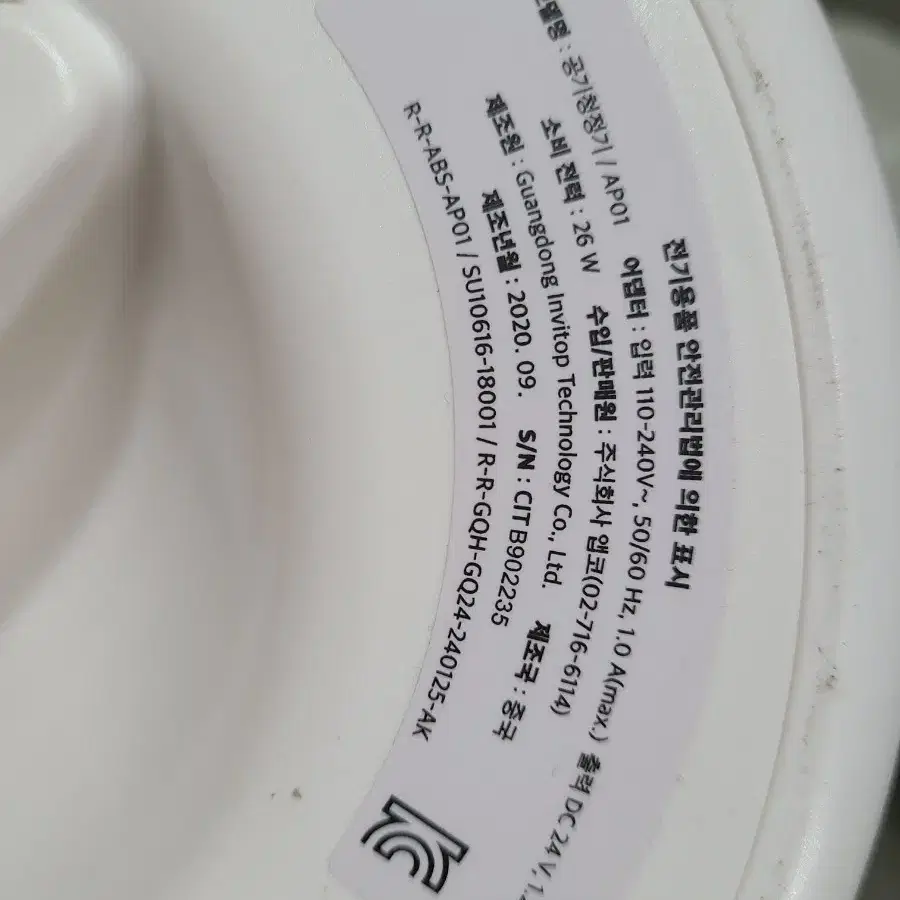 전기용품 안전관리법에 의한 표시
: 공기청정기 / AP01 어댑터 : 입력 110-240V~, 50/60 Hz, 1.0 A(max.) 출력 DC 24 V,
소비 전력 : 26 W 수입/판매원 : 주식회사 앱코(02-716-6114)
제조원 : Guangdong Invitop Technology Co., Ltd. 제조국 : 중국
제조년월 : 2020. 09. S/N : CITB902235
R-R-ABS-AP01 / SU10616-18001 / R-R-GQH-GQ24-240125-AK